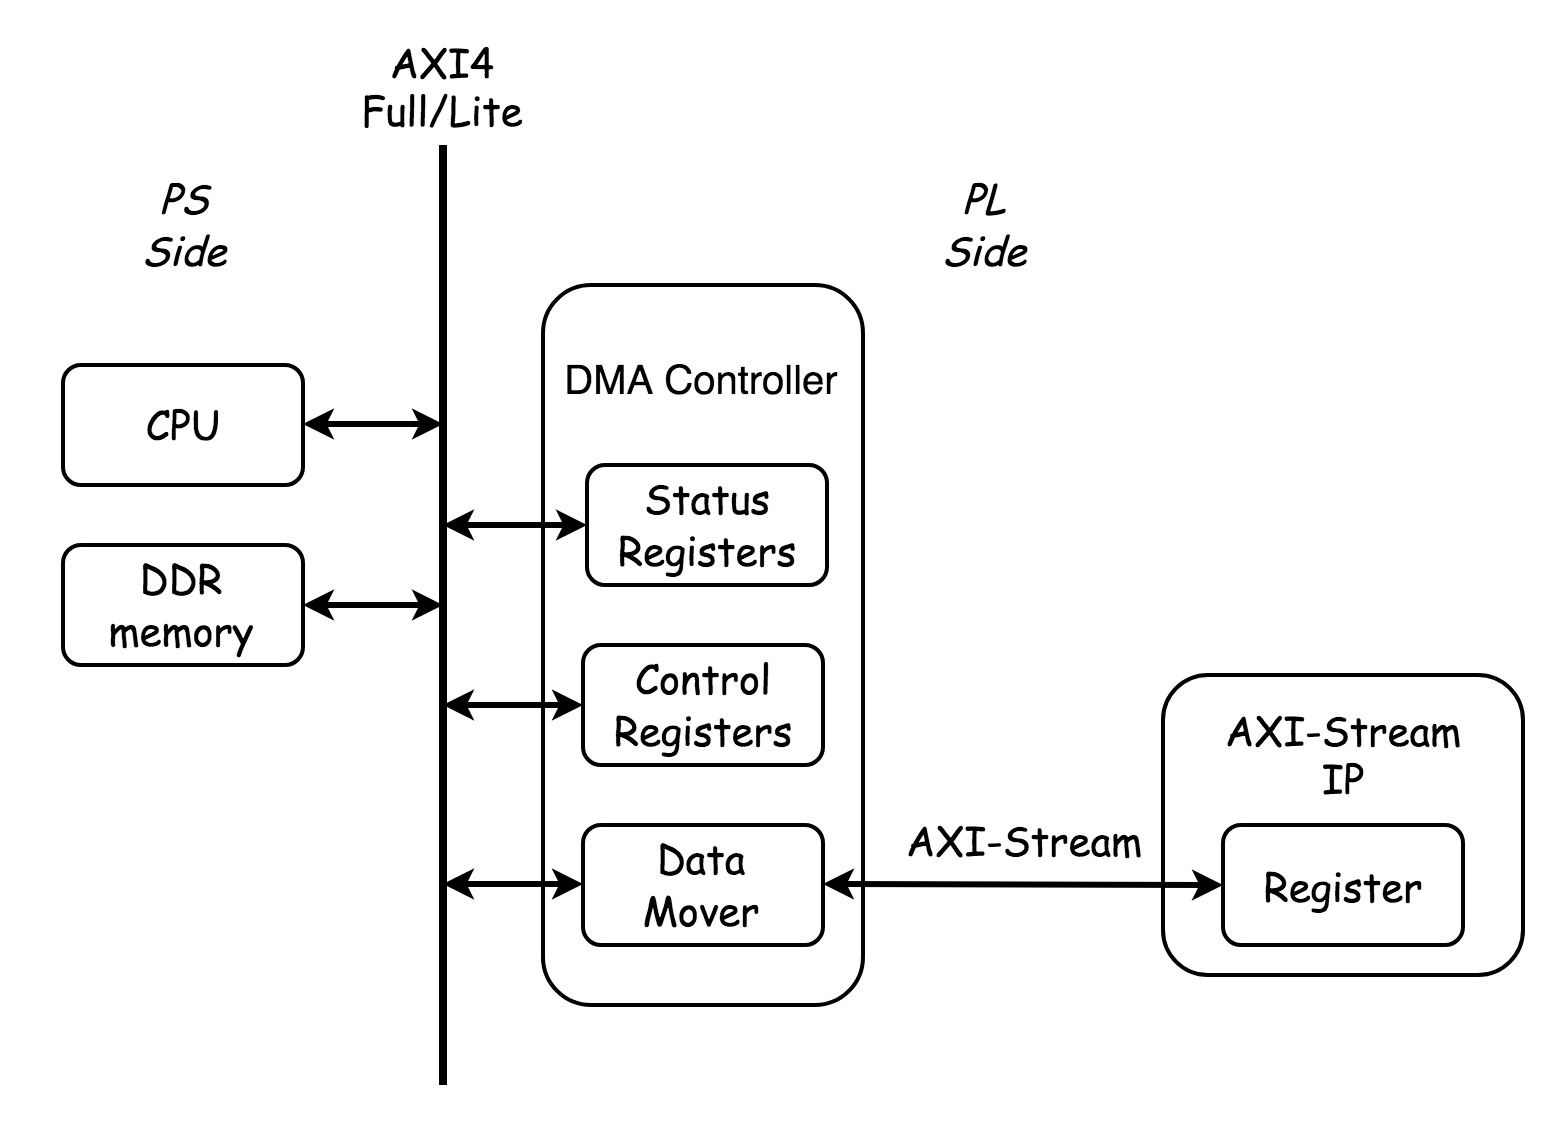 AXI4
Full/Lite
PS
Side
PL
Side
CPU
DDR
memory
DMA Controller
Status
Registers
Control
Registers
Data
Mover
AXI-Stream
AXI-Stream
IP
Register